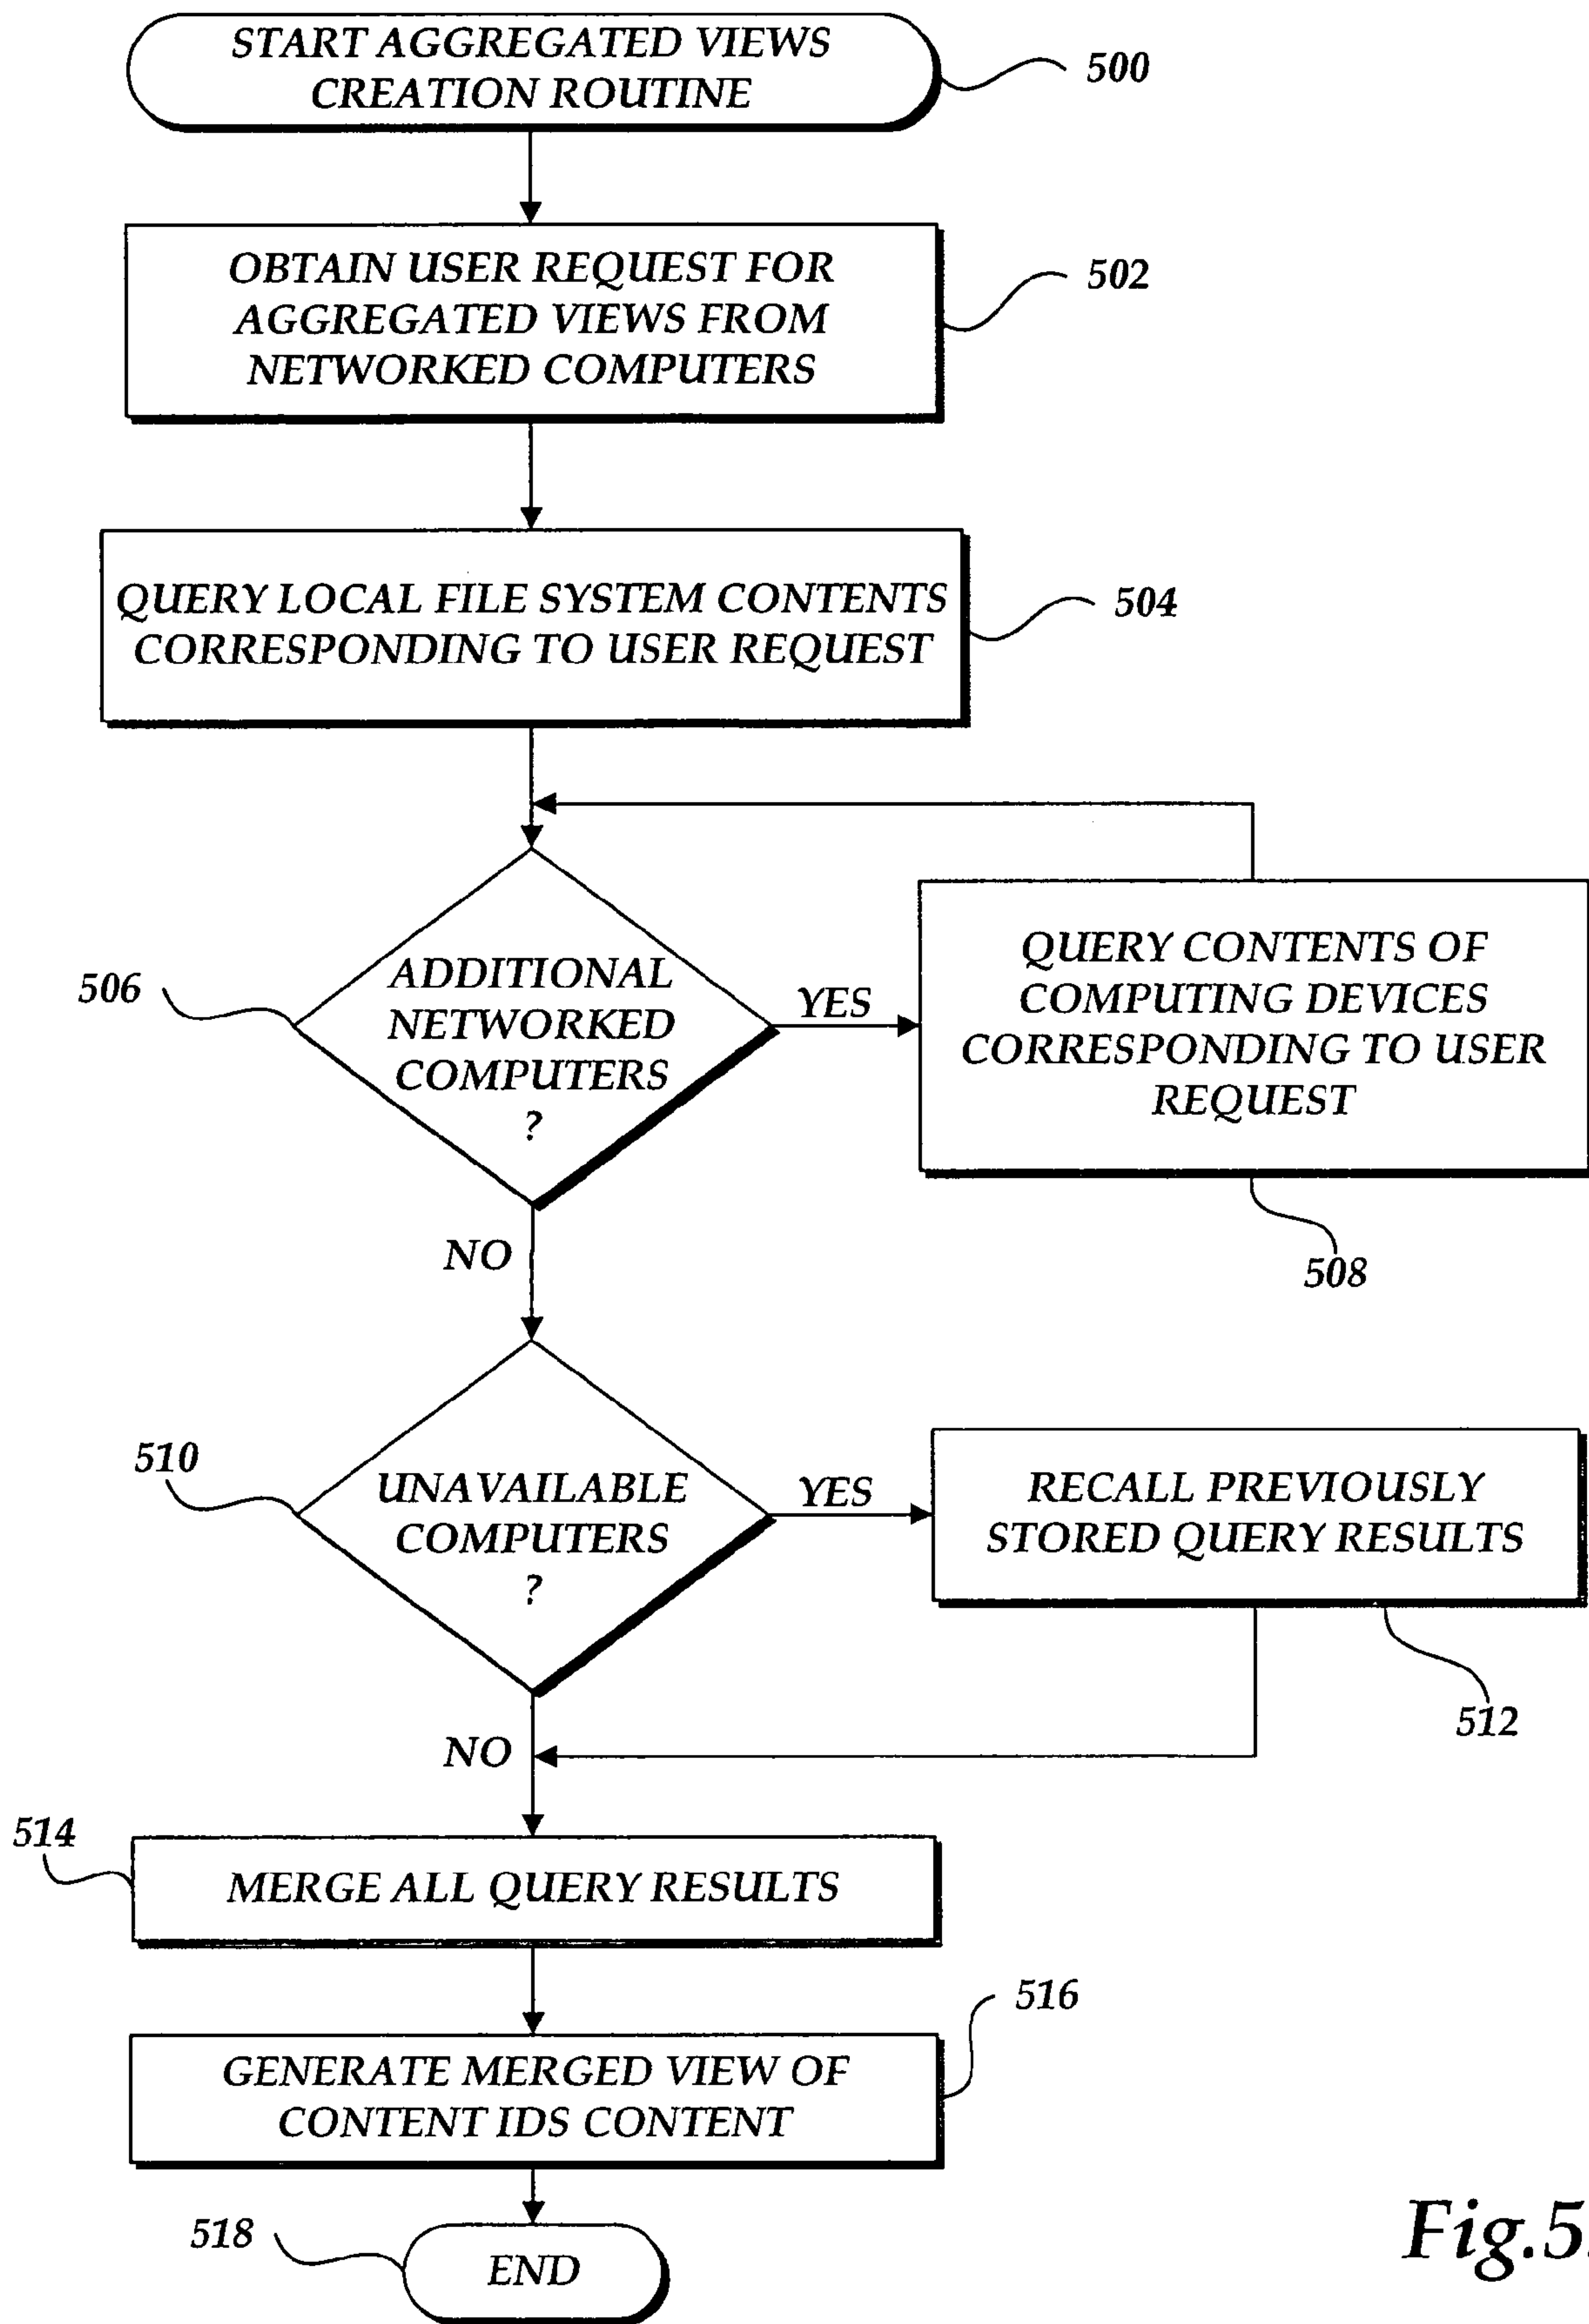 START AGGREGATED VIEWS
CREATION ROUTINE
500
OBTAIN USER REQUEST FOR
AGGREGATED VIEWS FROM
NETWORKED COMPUTERS
502
QUERY LOCAL FILE SYSTEM CONTENTS
CORRESPONDING TO USER REQUEST
504
506
ADDITIONAL
NETWORKED
COMPUTERS
?
YES
QUERY CONTENTS OF
COMPUTING DEVICES
CORRESPONDING TO USER
REQUEST
508
NO
510
UNAVAILABLE
COMPUTERS
?
YES
RECALL PREVIOUSLY
STORED QUERY RESULTS
512
NO
514
MERGE ALL QUERY RESULTS
516
GENERATE MERGED VIEW OF
CONTENT IDS CONTENT
518
END
Fig.5